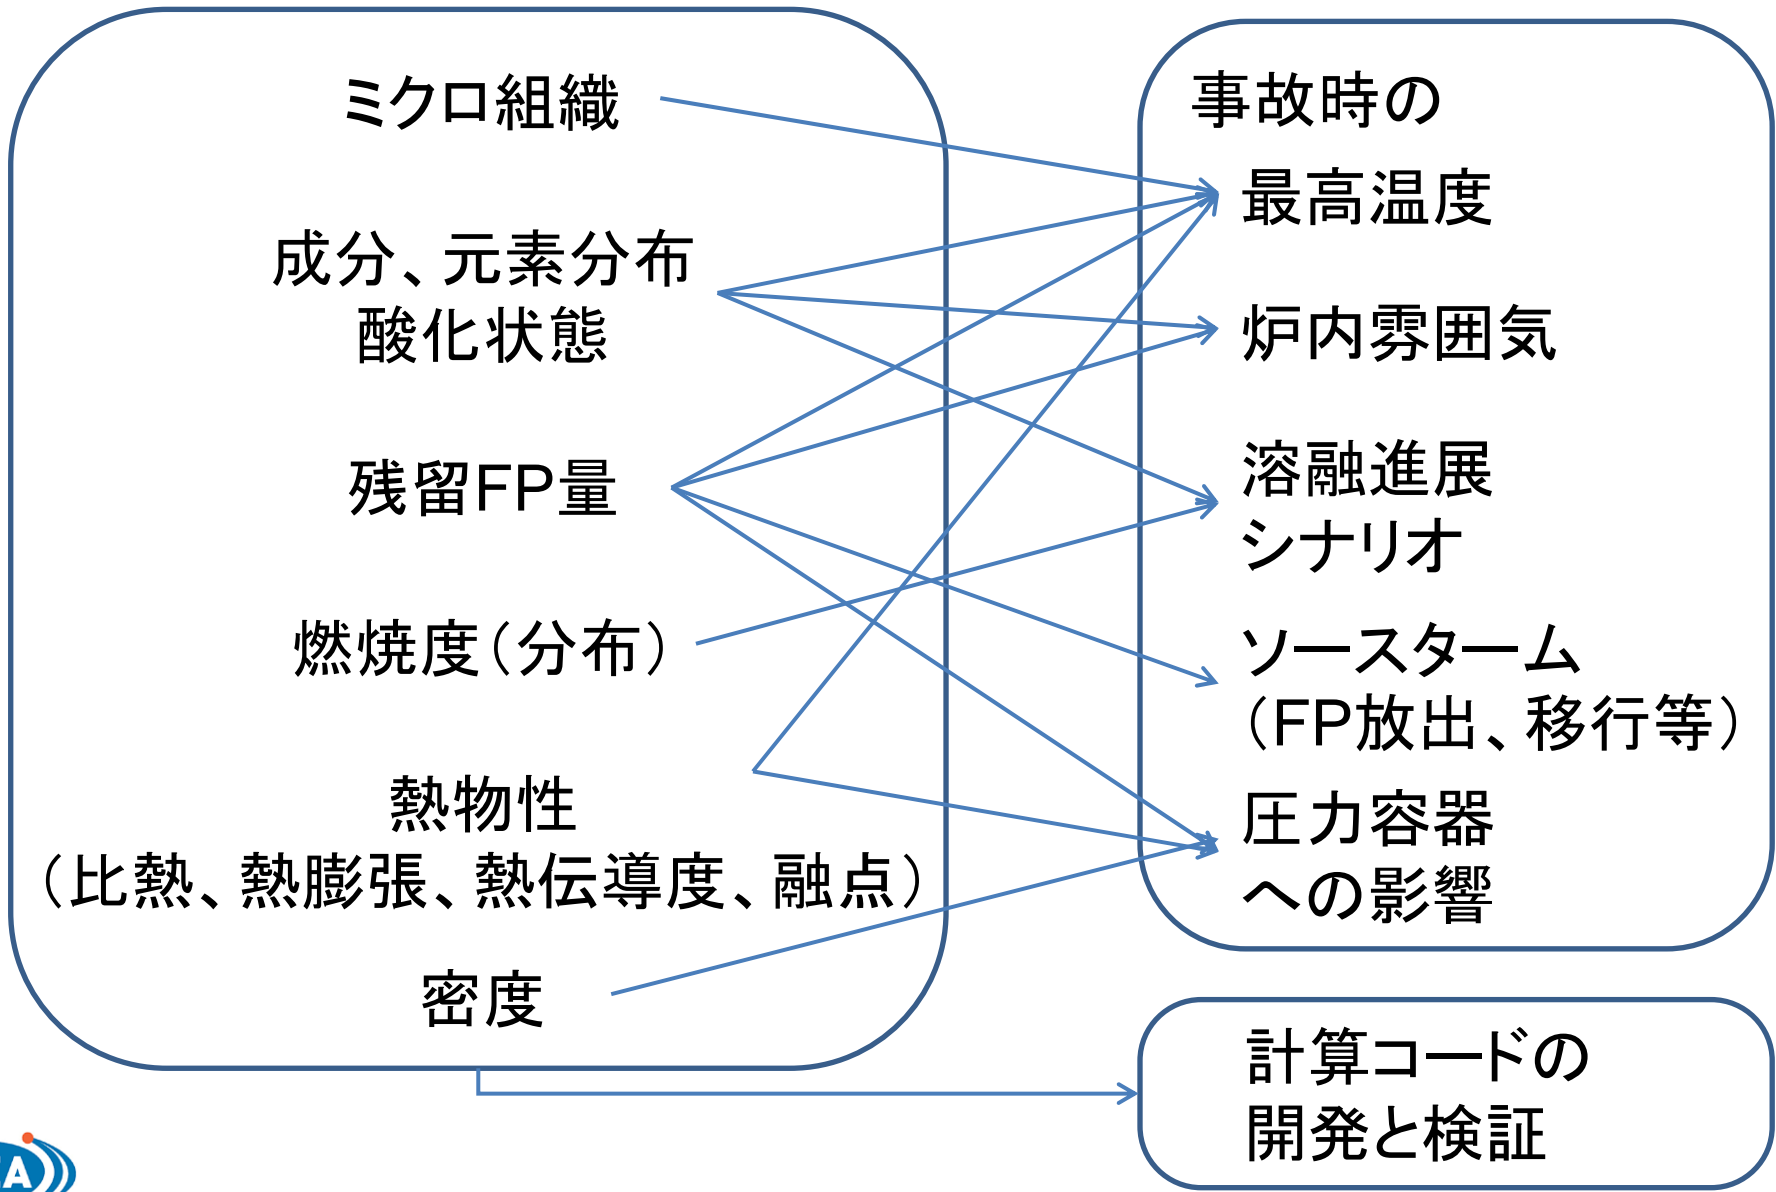 ミクロ組織
成分、元素分布
酸化状態
残留FP量
燃焼度（分布）
熱物性
（比熱、熱膨張、熱伝導度、融点）
密度
事故時の
最高温度
炉内雰囲気
溶融進展
シナリオ
ソースターム
（FP放出、移行等）
圧力容器
への影響
計算コードの
開発と検証